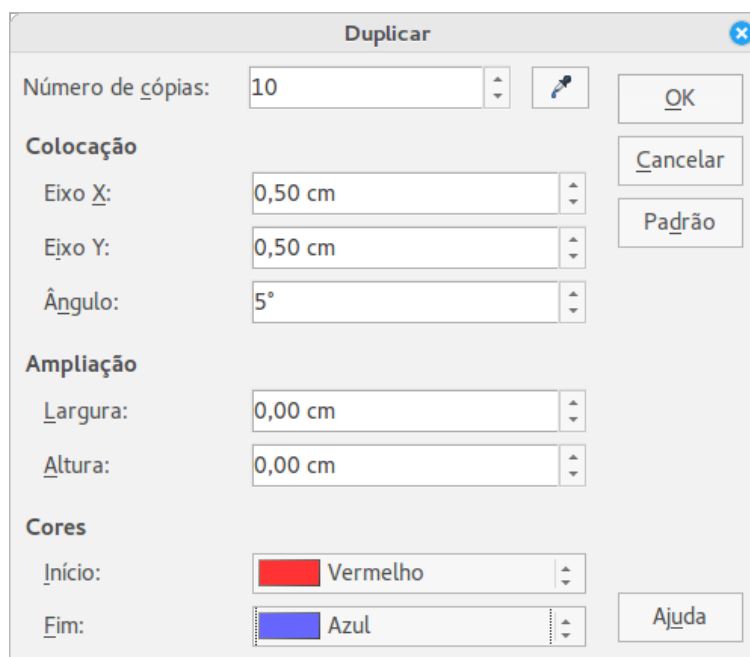 Duplicar
Número de cópias: 10
OK
Colocação
Cancelar
Eixo X: 0,50 cm
Padrão
Eixo Y: 0,50 cm
Ângulo: 5°
Ampliação
Largura: 0,00 cm
Altura: 0,00 cm
Cores
Início: Vermelho
Fim: Azul
Ajuda